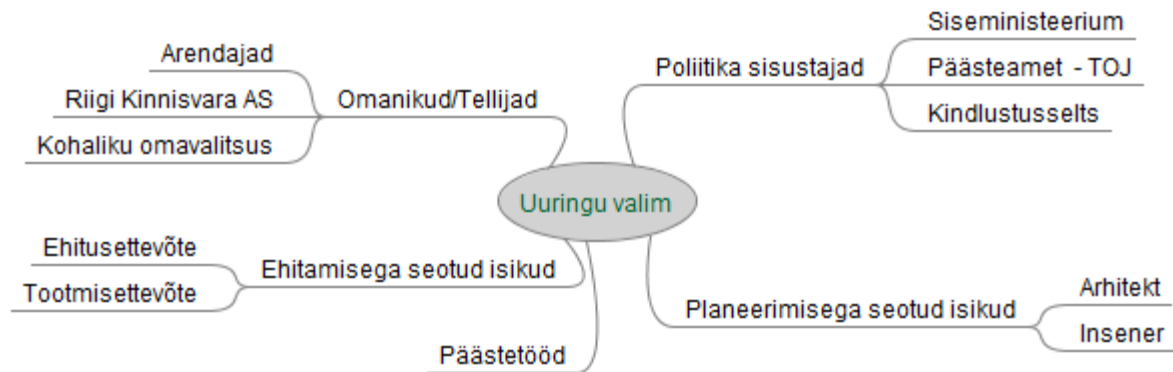 Uuringu valim
Poliitika sisustajad
Siseministeerium
Päästeamet - TOJ
Kindlustusselts
Planeerimisega seotud isikud
Arhitekt
Insener
Päästetööd
Ehitamisega seotud isikud
Ehitusettevõte
Tootmisettevõte
Omanikud/Tellijad
Arendajad
Riigi Kinnisvara AS
Kohaliku omavalitsus